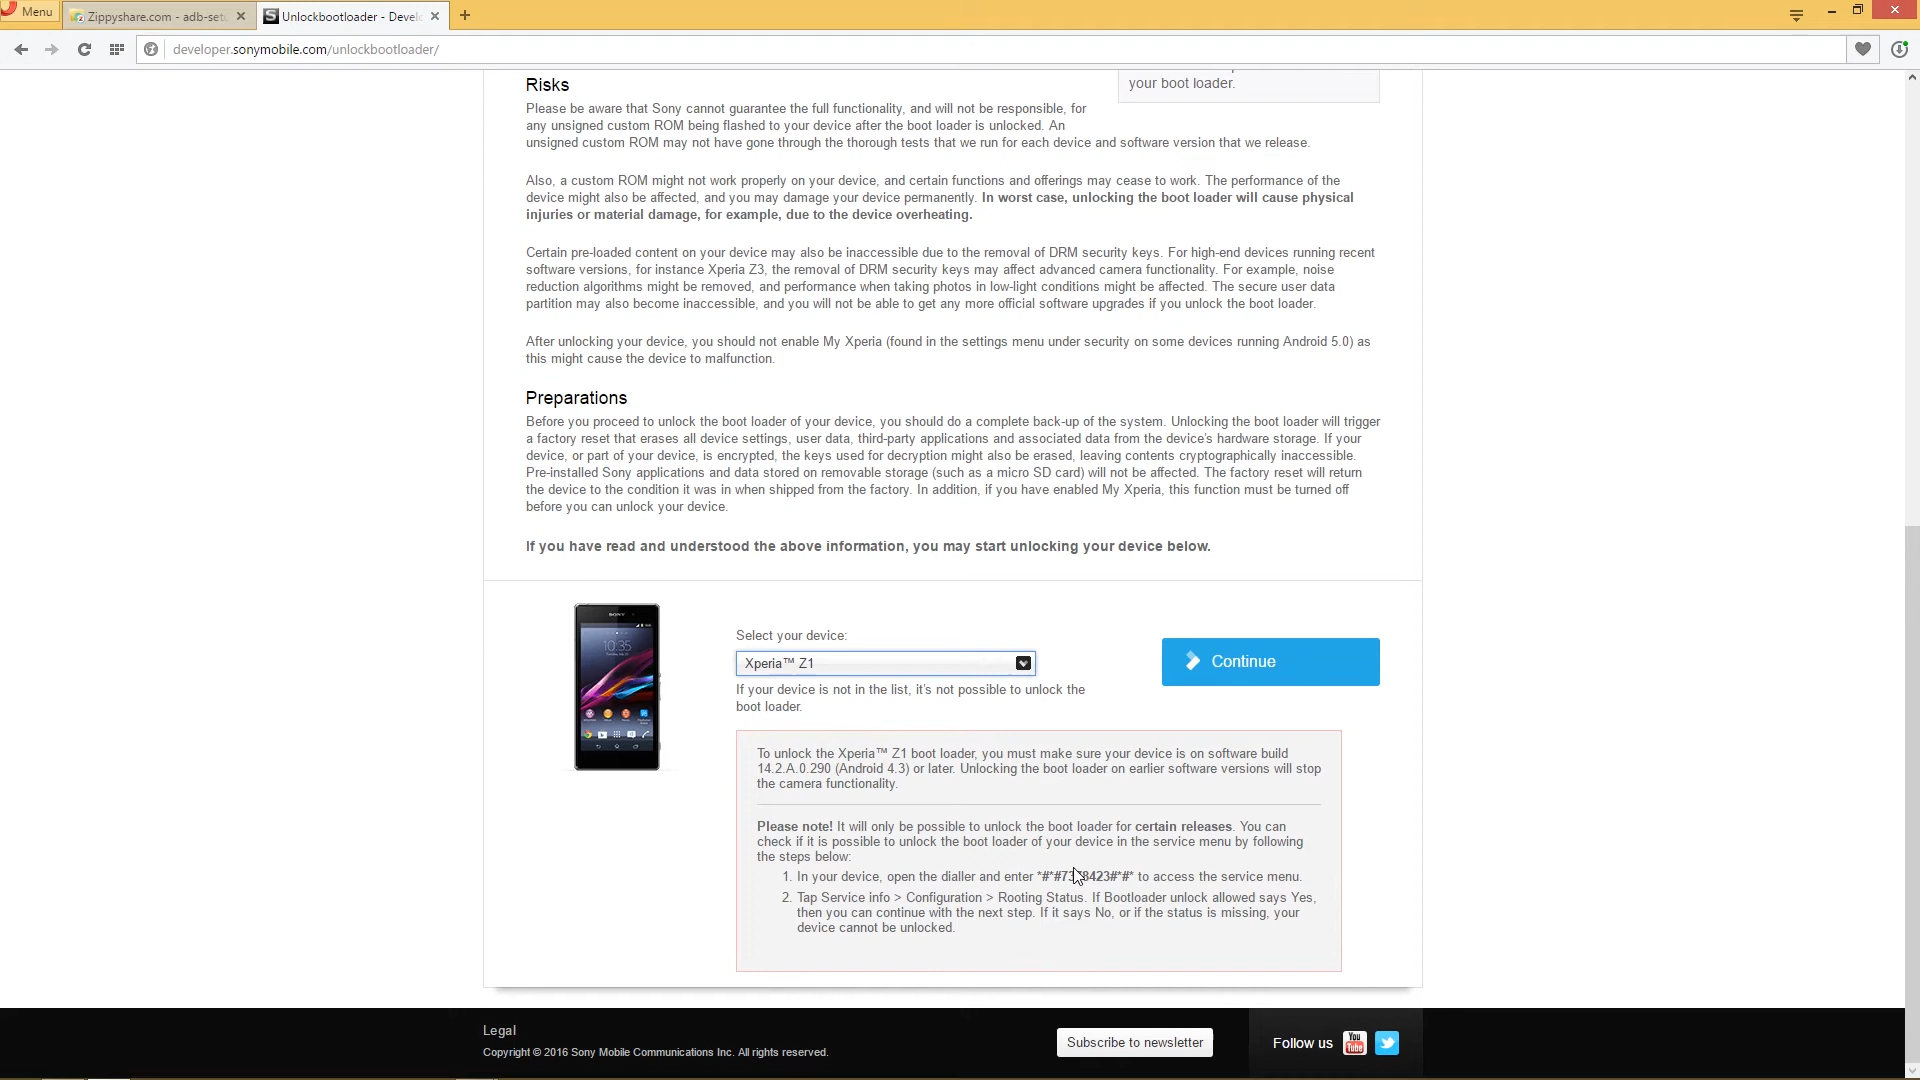 Menu
Zippyshare.com - adb-set
Unlockbootloader - Devel
developer.sonymobile.com/unlockbootloader/
your boot loader.
Risks
Please be aware that Sony cannot guarantee the full functionality, and will not be responsible, for
any unsigned custom ROM being flashed to your device after the boot loader is unlocked. An
unsigned custom ROM may not have gone through the thorough tests that we run for each device and software version that we release.
Also, a custom ROM might not work properly on your device, and certain functions and offerings may cease to work. The performance of the
device might also be affected, and you may damage your device permanently. In worst case, unlocking the boot loader will cause physical
injuries or material damage, for example, due to the device overheating.
Certain pre-loaded content on your device may also be inaccessible due to the removal of DRM security keys. For high-end devices running recent
software versions, for instance Xperia Z3, the removal of DRM security keys may affect advanced camera functionality. For example, noise
reduction algorithms might be removed, and performance when taking photos in low-light conditions might be affected. The secure user data
partition may also become inaccessible, and you will not be able to get any more official software upgrades if you unlock the boot loader.
After unlocking your device, you should not enable My Xperia (found in the settings menu under security on some devices running Android 5.0) as
this might cause the device to malfunction.
Preparations
Before you proceed to unlock the boot loader of your device, you should do a complete back-up of the system. Unlocking the boot loader will trigger
a factory reset that erases all device settings, user data, third-party applications and associated data from the device's hardware storage. If your
device, or part of your device, is encrypted, the keys used for decryption might also be erased, leaving contents cryptographically inaccessible.
Pre-installed Sony applications and data stored on removable storage (such as a micro SD card) will not be affected. The factory reset will return
the device to the condition it was in when shipped from the factory. In addition, if you have enabled My Xperia, this function must be turned off
before you can unlock your device.
If you have read and understood the above information, you may start unlocking your device below.
SONY
10:35
Select your device:
Xperia™ Z1
Continue
If your device is not in the list, it's not possible to unlock the
boot loader.
To unlock the Xperia™ Z1 boot loader, you must make sure your device is on software build
14.2.A.0.290 (Android 4.3) or later. Unlocking the boot loader on earlier software versions will stop
the camera functionality.
Please note! It will only be possible to unlock the boot loader for certain releases. You can
check if it is possible to unlock the boot loader of your device in the service menu by following
the steps below:
1. In your device, open the dialler and enter to access the service menu.
2. Tap Service info > Configuration > Rooting Status. If Bootloader unlock allowed says Yes,
then you can continue with the next step. If it says No, or if the status is missing, your
device cannot be unlocked.
Legal
Copyright © 2016 Sony Mobile Communications Inc. All rights reserved.
Subscribe to newsletter
Follow us
You Tube